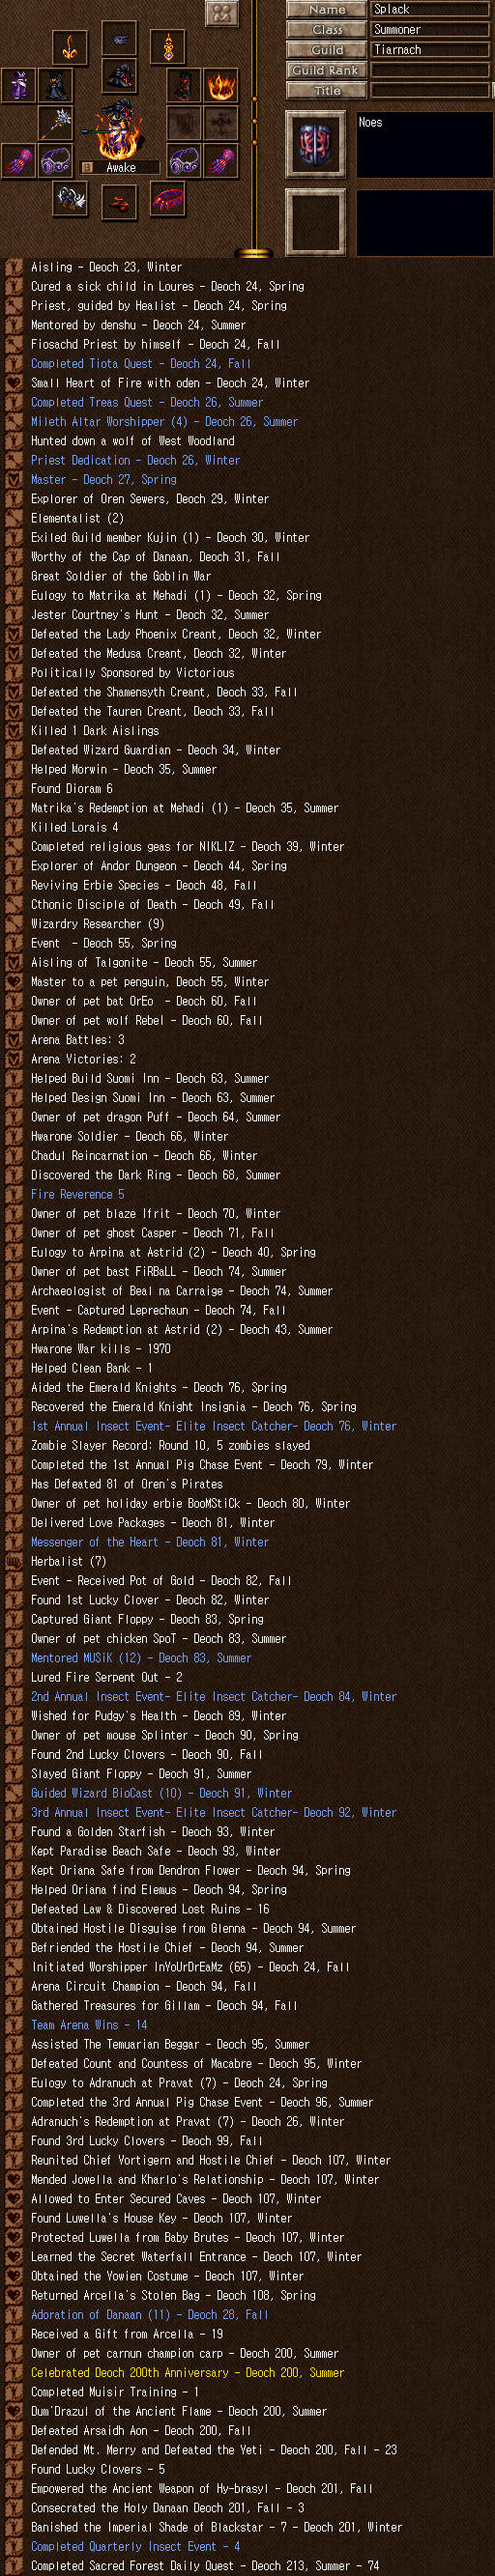 Name Splack
Class Summoner
Guild Tiarnach
Guild Rank
Title
Noes
Awake
Aisling - Deoch 23, Winter
Cured a sick child in Loures - Deoch 24, Spring
Priest, guided by Healist - Deoch 24, Spring
Mentored by denshu - Deoch 24, Summer
Fiosachd Priest by himself - Deoch 24, Fall
Completed Tiota Quest - Deoch 24, Fall
Small Heart of Fire with oden - Deoch 24, Winter
Completed Treas Quest - Deoch 26, Summer
Mileth Altar Worshipper (4) - Deoch 26, Summer
Hunted down a wolf of West Woodland
Priest Dedication - Deoch 26, Winter
Master - Deoch 27, Spring
Explorer of Oren Sewers, Deoch 29, Winter
Elementalist (2)
Exiled Guild member Kujin (1) - Deoch 30, Winter
Worthy of the Cap of Danaan, Deoch 31, Fall
Great Soldier of the Goblin War
Eulogy to Matrika at Mehadi (1) - Deoch 32, Spring
Jester Courtney's Hunt - Deoch 32, Summer
Defeated the Lady Phoenix Creant, Deoch 32, Winter
Defeated the Medusa Creant, Deoch 32, Winter
Politically Sponsored by Victorious
Defeated the Shamensyth Creant, Deoch 33, Fall
Defeated the Tauren Creant, Deoch 33, Fall
Killed 1 Dark Aislings
Defeated Wizard Guardian - Deoch 34, Winter
Helped Morwin - Deoch 35, Summer
Found Dioram 6
Matrika's Redemption at Mehadi (1) - Deoch 35, Summer
Killed Lorais 4
Completed religious geas for NIKLIZ - Deoch 39, Winter
Explorer of Andor Dungeon - Deoch 44, Spring
Reviving Erbie Species - Deoch 48, Fall
Cthonic Disciple of Death - Deoch 49, Fall
Wizardry Researcher (9)
Event  - Deoch 55, Spring
Aisling of Talgonite - Deoch 55, Summer
Master to a pet penguin, Deoch 55, Winter
Owner of pet bat OrEo  - Deoch 60, Fall
Owner of pet wolf Rebel - Deoch 60, Fall
Arena Battles: 3
Arena Victories: 2
Helped Build Suomi Inn - Deoch 63, Summer
Helped Design Suomi Inn - Deoch 63, Summer
Owner of pet dragon Puff - Deoch 64, Summer
Hwarone Soldier - Deoch 66, Winter
Chadul Reincarnation - Deoch 66, Winter
Discovered the Dark Ring - Deoch 68, Summer
Fire Reverence 5
Owner of pet blaze Ifrit - Deoch 70, Winter
Owner of pet ghost Casper - Deoch 71, Fall
Eulogy to Arpina at Astrid (2) - Deoch 40, Spring
Owner of pet bast FiRBaLL - Deoch 74, Summer
Archaeologist of Beal na Carraige - Deoch 74, Summer
Event - Captured Leprechaun - Deoch 74, Fall
Arpina's Redemption at Astrid (2) - Deoch 43, Summer
Hwarone War kills - 1970
Helped Clean Bank - 1
Aided the Emerald Knights - Deoch 76, Spring
Recovered the Emerald Knight Insignia - Deoch 76, Spring
1st Annual Insect Event- Elite Insect Catcher- Deoch 76, Winter
Zombie Slayer Record: Round 10, 5 zombies slayed
Completed the 1st Annual Pig Chase Event - Deoch 79, Winter
Has Defeated 81 of Oren's Pirates
Owner of pet holiday erbie BooMStiCk - Deoch 80, Winter
Delivered Love Packages - Deoch 81, Winter
Messenger of the Heart - Deoch 81, Winter
Herbalist (7)
Event - Received Pot of Gold - Deoch 82, Fall
Found 1st Lucky Clover - Deoch 82, Winter
Captured Giant Floppy - Deoch 83, Spring
Owner of pet chicken SpoT - Deoch 83, Summer
Mentored MUSiK (12) - Deoch 83, Summer
Lured Fire Serpent Out - 2
2nd Annual Insect Event- Elite Insect Catcher- Deoch 84, Winter
Wished for Pudgy's Health - Deoch 89, Winter
Owner of pet mouse Splinter - Deoch 90, Spring
Found 2nd Lucky Clovers - Deoch 90, Fall
Slayed Giant Floppy - Deoch 91, Summer
Guided Wizard BioCast (10) - Deoch 91, Winter
3rd Annual Insect Event- Elite Insect Catcher- Deoch 92, Winter
Found a Golden Starfish - Deoch 93, Winter
Kept Paradise Beach Safe - Deoch 93, Winter
Kept Oriana Safe from Dendron Flower - Deoch 94, Spring
Helped Oriana find Elemus - Deoch 94, Spring
Defeated Law & Discovered Lost Ruins - 16
Obtained Hostile Disguise from Glenna - Deoch 94, Summer
Befriended the Hostile Chief - Deoch 94, Summer
Initiated Worshipper InYoUrDrEaMz (65) - Deoch 24, Fall
Arena Circuit Champion - Deoch 94, Fall
Gathered Treasures for Gillam - Deoch 94, Fall
Team Arena Wins - 14
Assisted The Temuarian Beggar - Deoch 95, Summer
Defeated Count and Countess of Macabre - Deoch 95, Winter
Eulogy to Adranuch at Pravat (7) - Deoch 24, Spring
Completed the 3rd Annual Pig Chase Event - Deoch 96, Summer
Adranuch's Redemption at Pravat (7) - Deoch 26, Winter
Found 3rd Lucky Clovers - Deoch 99, Fall
Reunited Chief Vortigern and Hostile Chief - Deoch 107, Winter
Mended Jowella and Kharlo's Relationship - Deoch 107, Winter
Allowed to Enter Secured Caves - Deoch 107, Winter
Found Luwella's House Key - Deoch 107, Winter
Protected Luwella from Baby Brutes - Deoch 107, Winter
Learned the Secret Waterfall Entrance - Deoch 107, Winter
Obtained the Yowien Costume - Deoch 107, Winter
Returned Arcella's Stolen Bag - Deoch 108, Spring
Adoration of Danaan (11) - Deoch 28, Fall
Received a Gift from Arcella - 19
Owner of pet carnun champion carp - Deoch 200, Summer
Celebrated Deoch 200th Anniversary - Deoch 200, Summer
Completed Muisir Training - 1
Dum'Drazul of the Ancient Flame - Deoch 200, Summer
Defeated Arsaidh Aon - Deoch 200, Fall
Defended Mt. Merry and Defeated the Yeti - Deoch 200, Fall - 23
Found Lucky Clovers - 5
Empowered the Ancient Weapon of Hy-brasyl - Deoch 201, Fall
Consecrated the Holy Danaan Deoch 201, Fall - 3
Banished the Imperial Shade of Blackstar - 7 - Deoch 201, Winter
Completed Quarterly Insect Event - 4
Completed Sacred Forest Daily Quest - Deoch 213, Summer - 74